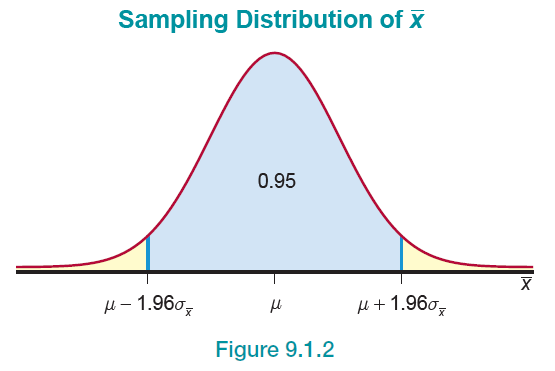 Sampling Distribution of x̄
0.95
x̄
μ – 1.96σx̄
μ
μ + 1.96σx̄
Figure 9.1.2